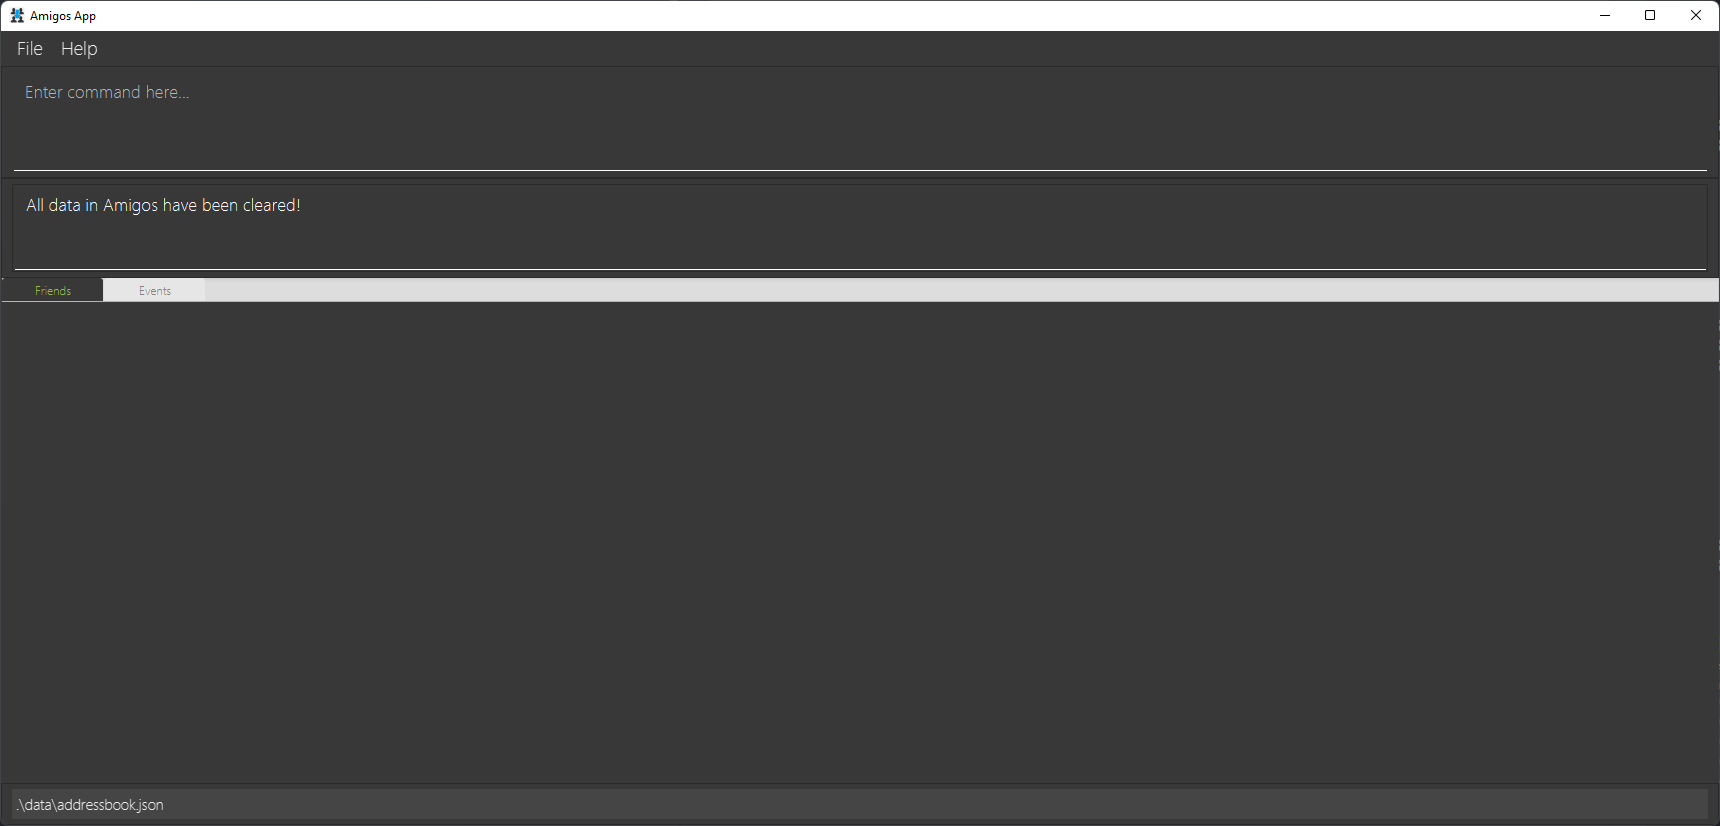 Amigos App
File Help
Enter command here...
All data in Amigos have been cleared!
Friends Events
.\data\addressbook.json